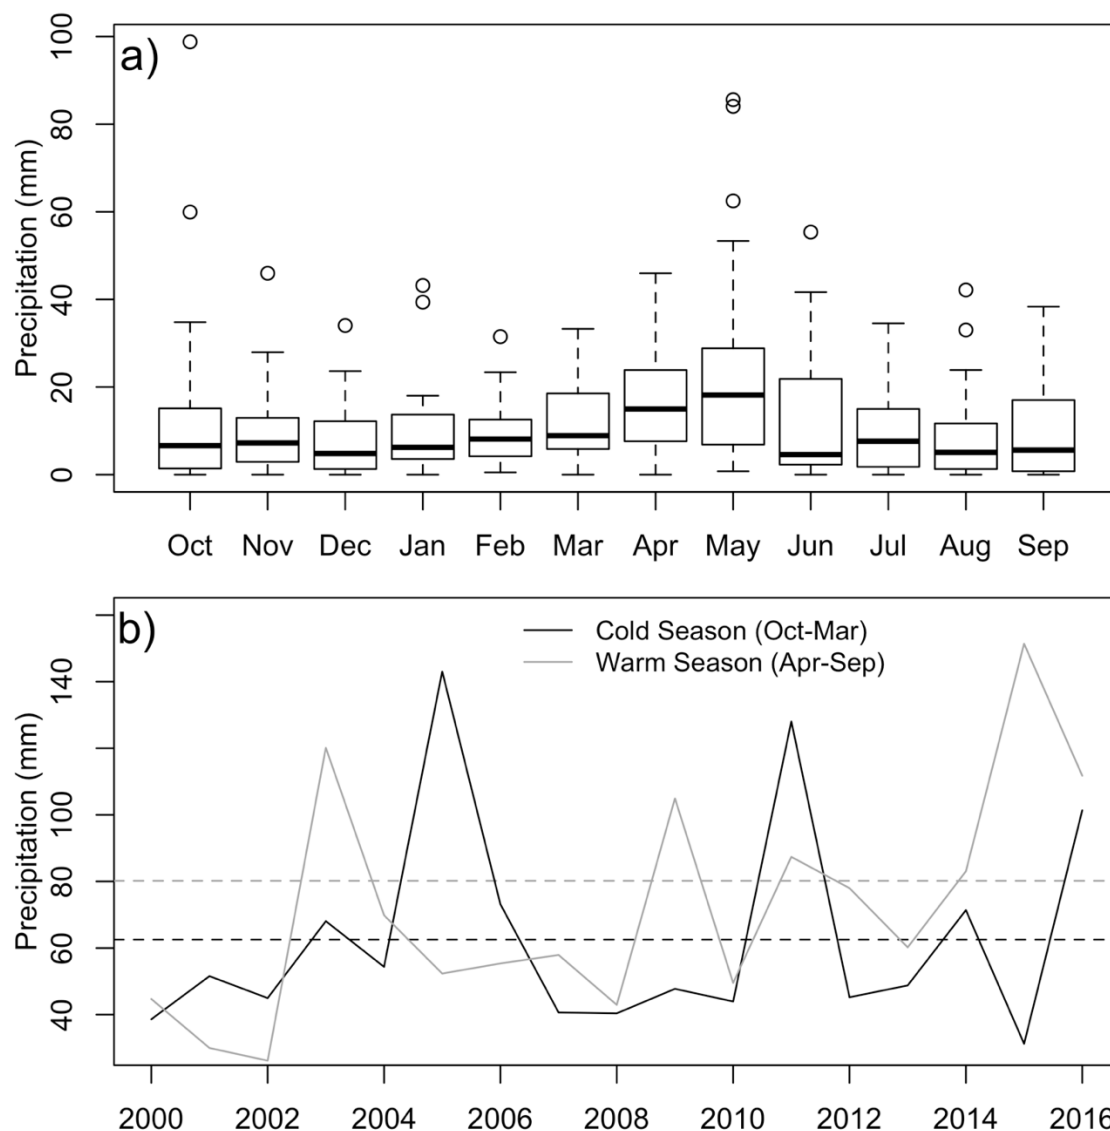 a)
Precipitation (mm)
100
80
60
40
20
0
Oct Nov Dec Jan Feb Mar Apr May Jun Jul Aug Sep
b)
Cold Season (Oct-Mar)
Warm Season (Apr-Sep)
Precipitation (mm)
140
100
80
60
40
2000 2002 2004 2006 2008 2010 2012 2014 2016